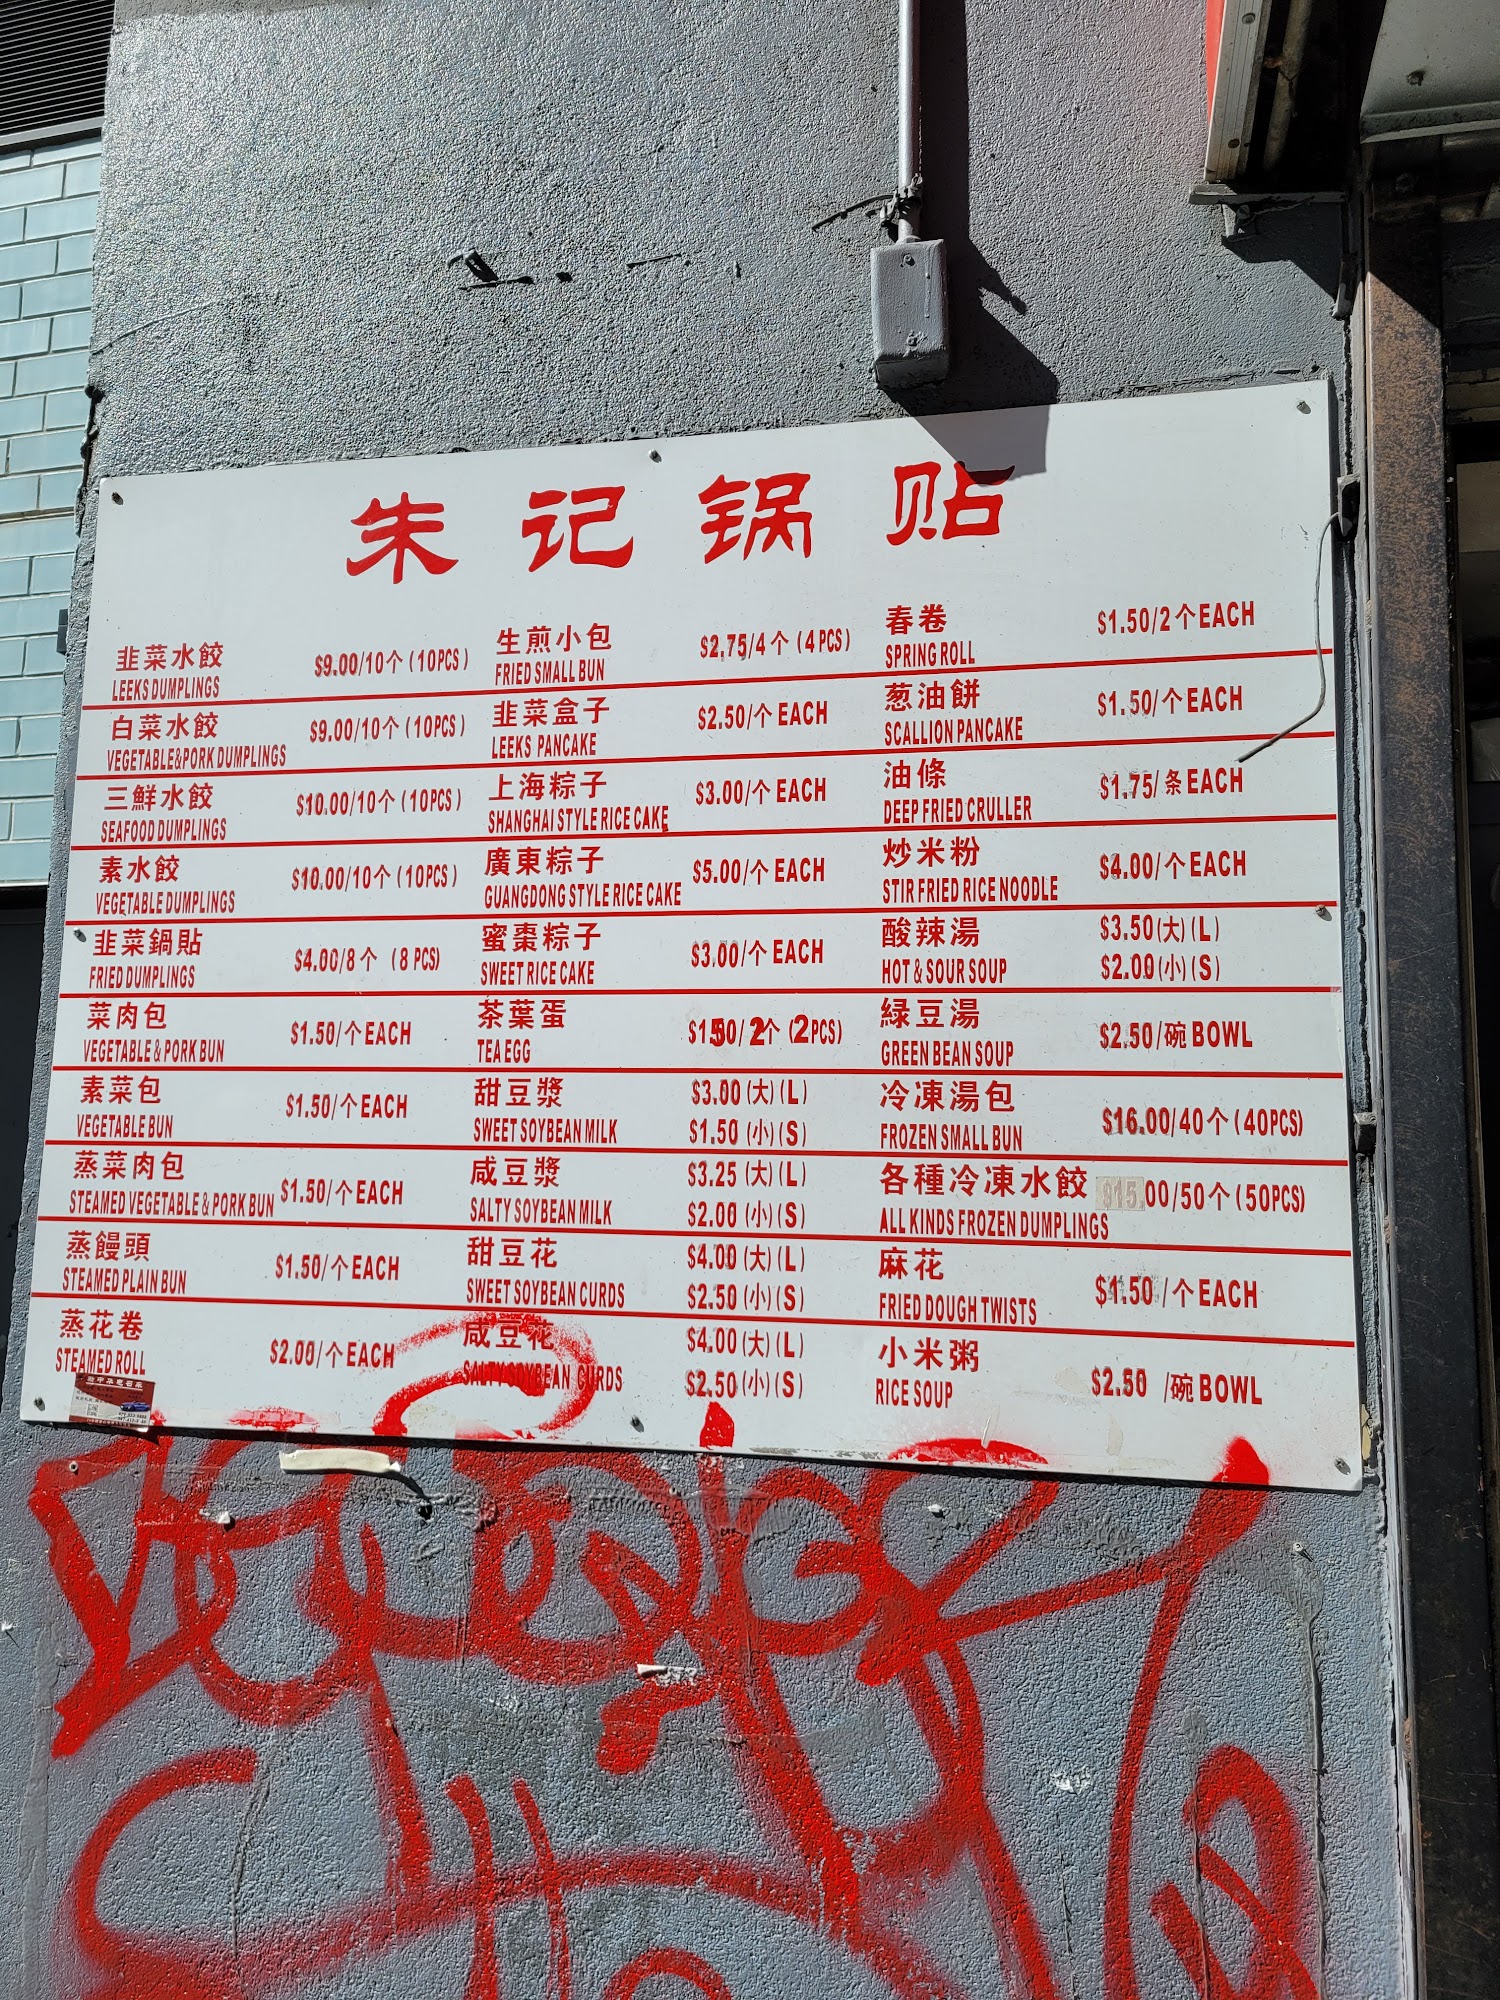 朱记锅贴
韭菜水餃 $9.00/10个 (10PCS)
LEEKS DUMPLINGS
白菜水餃 $9.00/10个 (10PCS)
VEGETABLE&PORK DUMPLINGS
三鮮水餃 $10.00/10个 (10PCS)
SEAFOOD DUMPLINGS
素水餃 $10.00/10个 (10PCS)
VEGETABLE DUMPLINGS
韭菜鍋貼 $4.00/8个 (8 PCS)
FRIED DUMPLINGS
菜肉包 $1.50/个 EACH
VEGETABLE & PORK BUN
素菜包 $1.50/个 EACH
VEGETABLE BUN
蒸菜肉包 $1.50/个 EACH
STEAMED VEGETABLE & PORK BUN
蒸饅頭 $1.50/个 EACH
STEAMED PLAIN BUN
蒸花卷 $2.00/个 EACH
STEAMED ROLL
生煎小包 $2.75/4个 (4 PCS)
FRIED SMALL BUN
韭菜盒子 $2.50/个 EACH
LEEKS PANCAKE
上海粽子 $3.00/个 EACH
SHANGHAI STYLE RICE CAKE
廣東粽子 $5.00/个 EACH
GUANGDONG STYLE RICE CAKE
蜜棗粽子 $3.00/个 EACH
SWEET RICE CAKE
茶葉蛋 $1.50/2个 (2PCS)
TEA EGG
甜豆漿 $3.00 (大) (L)
SWEET SOYBEAN MILK $1.50 (小) (S)
咸豆漿 $3.25 (大) (L)
SALTY SOYBEAN MILK $2.00 (小) (S)
甜豆花 $4.00 (大) (L)
SWEET SOYBEAN CURDS $2.50 (小) (S)
咸豆花 $4.00 (大) (L)
SALTY SOYBEAN CURDS $2.50 (小) (S)
春卷 $1.50/2个 EACH
SPRING ROLL
葱油餅 $1.50/个 EACH
SCALLION PANCAKE
油條 $1.75/条 EACH
DEEP FRIED CRULLER
炒米粉 $4.00/个 EACH
STIR FRIED RICE NOODLE
酸辣湯 $3.50 (大) (L)
HOT & SOUR SOUP $2.00 (小) (S)
緑豆湯 $2.50/碗 BOWL
GREEN BEAN SOUP
冷凍湯包 $16.00/40个 (40PCS)
FROZEN SMALL BUN
各種冷凍水餃 $15.00/50个 (50PCS)
ALL KINDS FROZEN DUMPLINGS
麻花 $1.50 /个 EACH
FRIED DOUGH TWISTS
小米粥 $2.50 /碗 BOWL
RICE SOUP